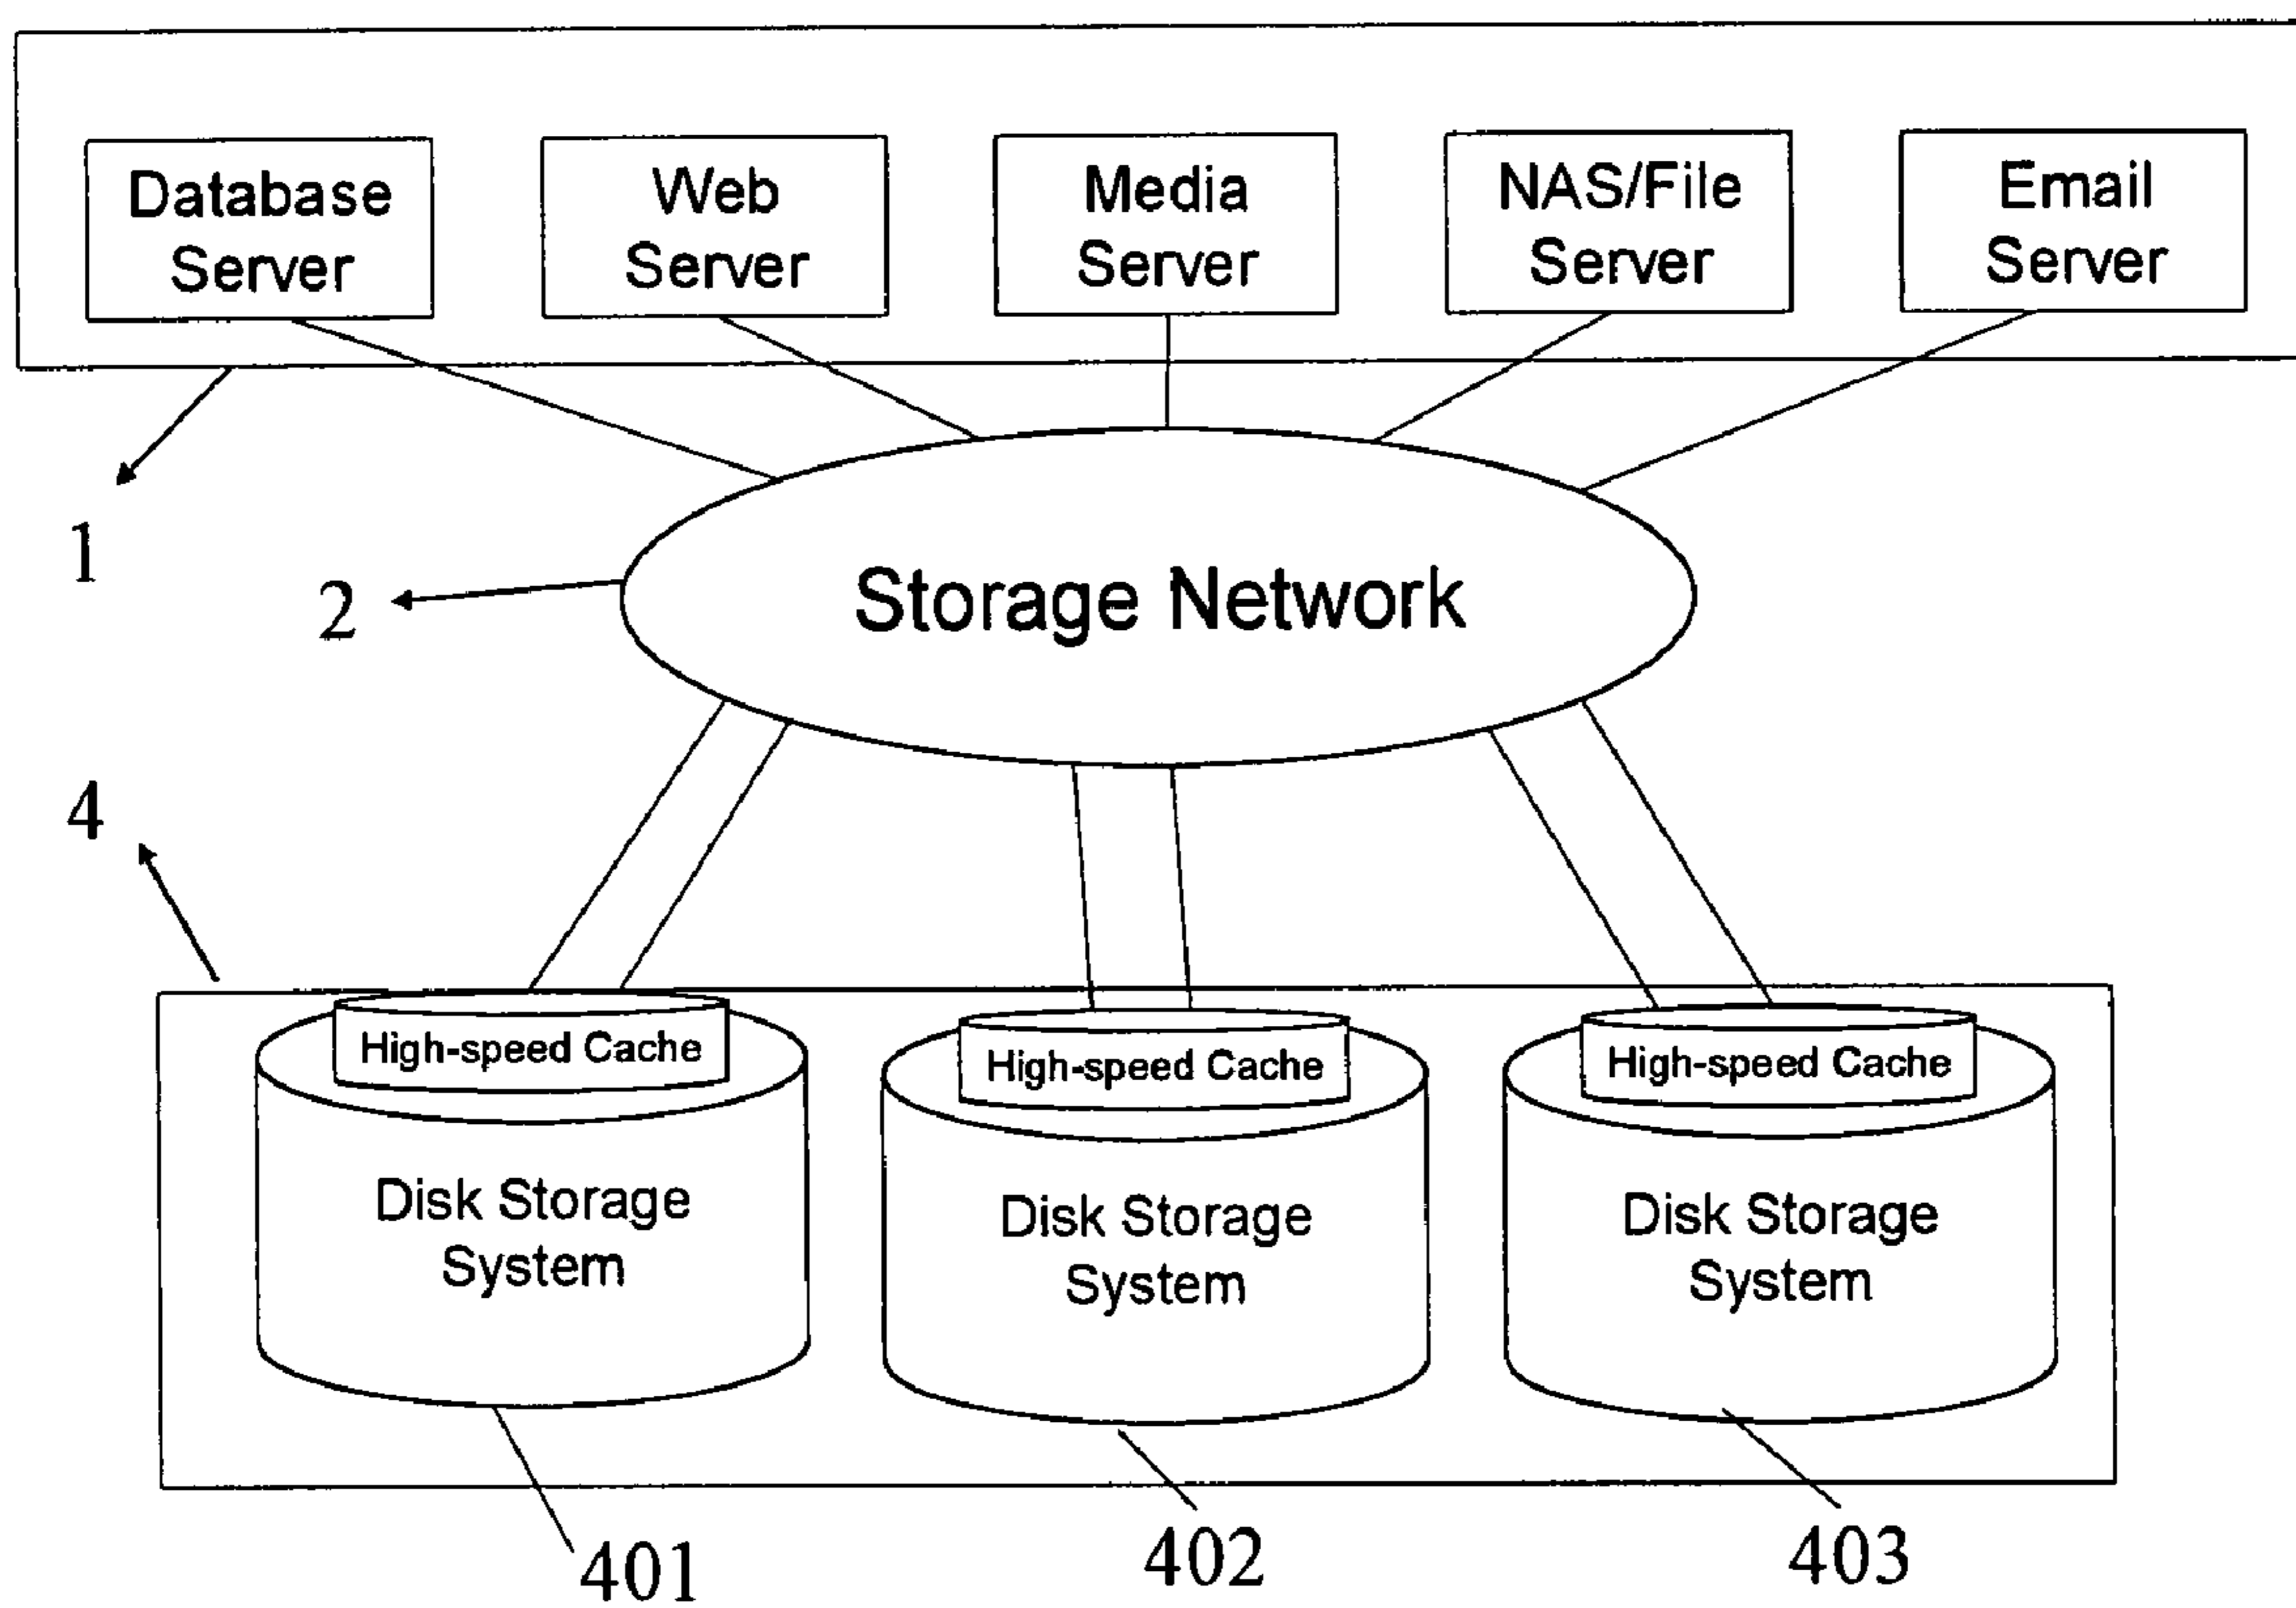 Database
Server
Web
Server
Media
Server
NAS/File
Server
Email
Server
1
2
Storage Network
4
High-speed Cache
High-speed Cache
High-speed Cache
Disk Storage
System
Disk Storage
System
Disk Storage
System
401
402
403